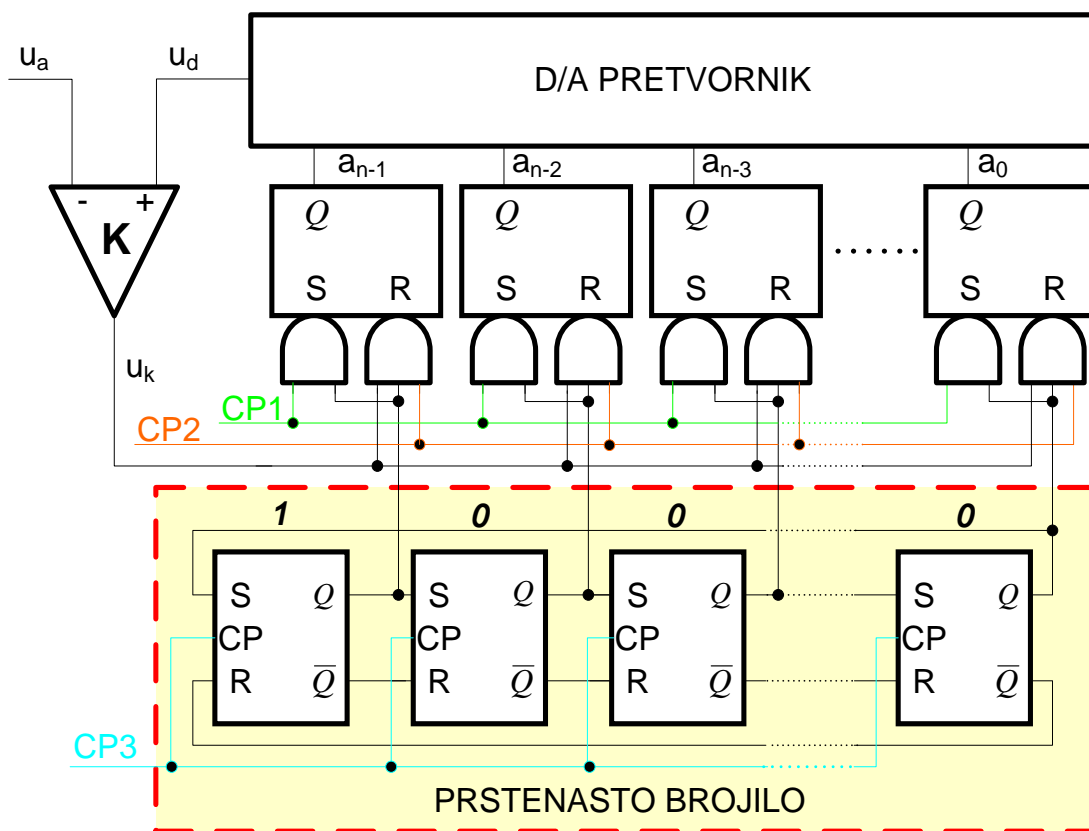 u_a u_d D/A PRETVORNIK
a_{n-1} a_{n-2} a_{n-3} a_0
- + Q Q Q Q
K
S R S R S R ...... S R
u_k
CP1
CP2
1 0 0 0
S Q S Q S Q S Q
CP CP CP CP
R Q̅ R Q̅ R Q̅ R Q̅
CP3
PRSTENASTO BROJILO